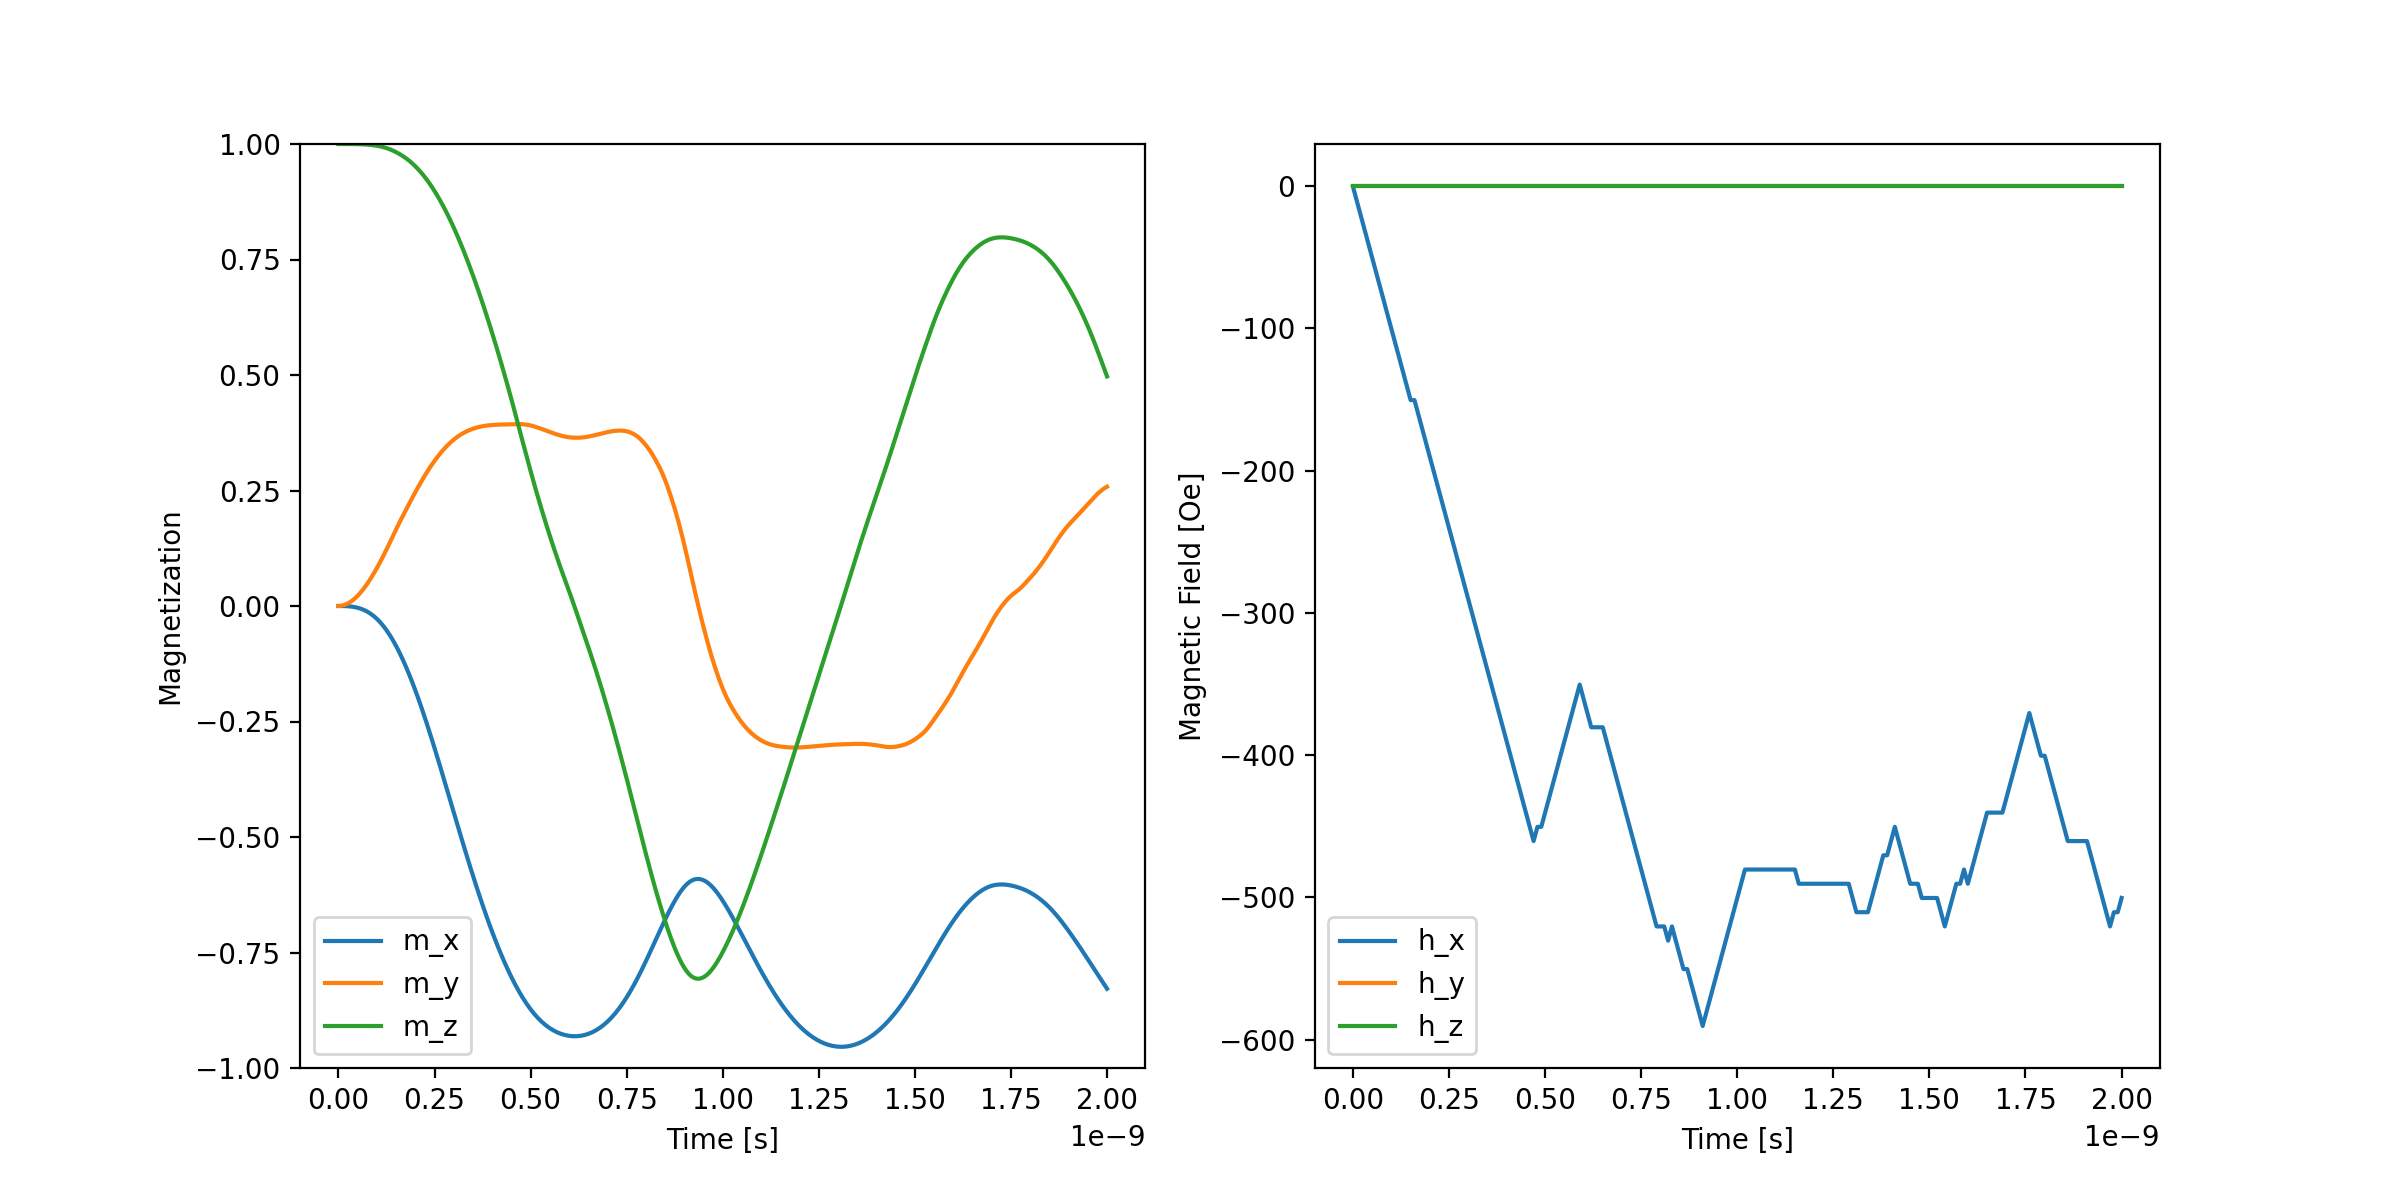 1.00
0.75
0.50
0.25
0.00
−0.25
−0.50
−0.75
−1.00
Magnetization
m_x
m_y
m_z
0.00 0.25 0.50 0.75 1.00 1.25 1.50 1.75 2.00
Time [s]
1e−9
0
−100
−200
−300
−400
−500
−600
Magnetic Field [Oe]
h_x
h_y
h_z
0.00 0.25 0.50 0.75 1.00 1.25 1.50 1.75 2.00
Time [s]
1e−9